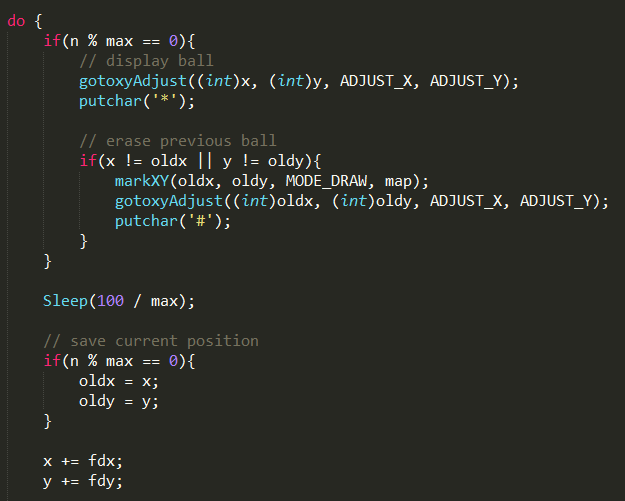 do {
    if(n % max == 0){
        // display ball
        gotoxyAdjust((int)x, (int)y, ADJUST_X, ADJUST_Y);
        putchar('*');

        // erase previous ball
        if(x != oldx || y != oldy){
            markXY(oldx, oldy, MODE_DRAW, map);
            gotoxyAdjust((int)oldx, (int)oldy, ADJUST_X, ADJUST_Y);
            putchar('#');
        }
    }

    Sleep(100 / max);

    // save current position
    if(n % max == 0){
        oldx = x;
        oldy = y;
    }

    x += fdx;
    y += fdy;